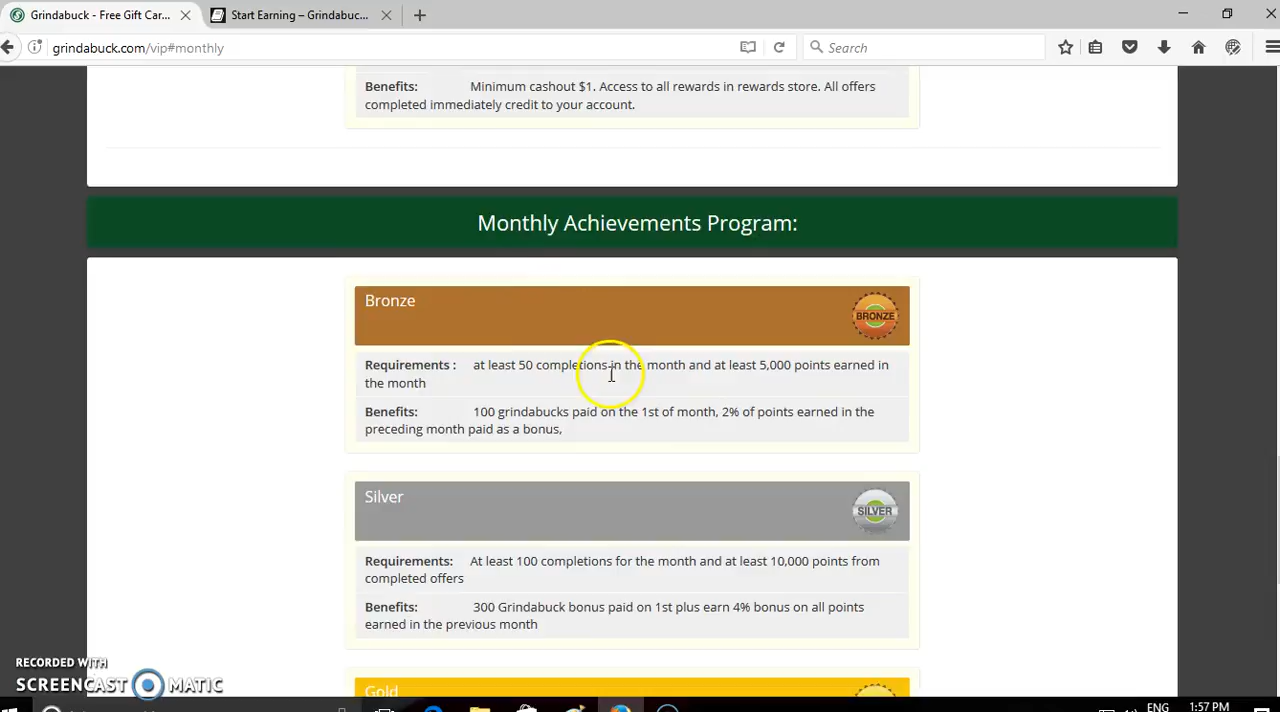 Grindabuck - Free Gift Car...
Start Earning – Grindabuc...
grindabuck.com/vip#monthly
Search
Benefits: Minimum cashout $1. Access to all rewards in rewards store. All offers
completed immediately credit to your account.
Monthly Achievements Program:
Bronze
BRONZE
Requirements : at least 50 completions in the month and at least 5,000 points earned in
the month
Benefits: 100 grindabucks paid on the 1st of month, 2% of points earned in the
preceding month paid as a bonus,
Silver
SILVER
Requirements: At least 100 completions for the month and at least 10,000 points from
completed offers
Benefits: 300 Grindabuck bonus paid on 1st plus earn 4% bonus on all points
earned in the previous month
Gold
RECORDED WITH
SCREENCAST MATIC
ENG
1:57 PM